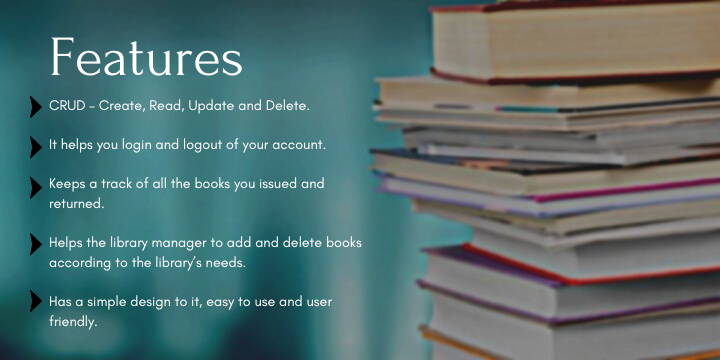 Features
CRUD - Create, Read, Update and Delete.
It helps you login and logout of your account.
Keeps a track of all the books you issued and
returned.
Helps the library manager to add and delete books
according to the library's needs.
Has a simple design to it, easy to use and user
friendly.